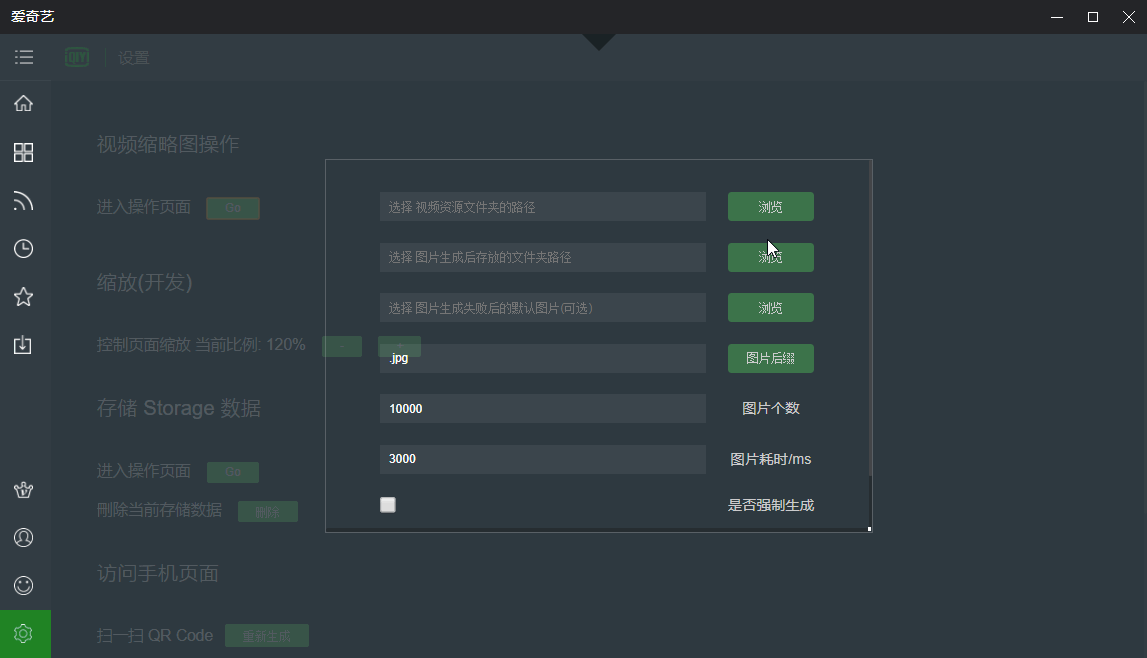 爱奇艺
QIY 设置
视频缩略图操作
进入操作页面 Go
缩放(开发)
控制页面缩放 当前比例: 120% - +
存储 Storage 数据
进入操作页面 Go
刪除当前存储数据 删除
访问手机页面
扫一扫 QR Code 重新生成
选择 视频资源文件夹的路径 浏览
选择 图片生成后存放的文件夹路径 浏览
选择 图片生成失败后的默认图片(可选) 浏览
.jpg 图片后缀
10000 图片个数
3000 图片耗时/ms
是否强制生成